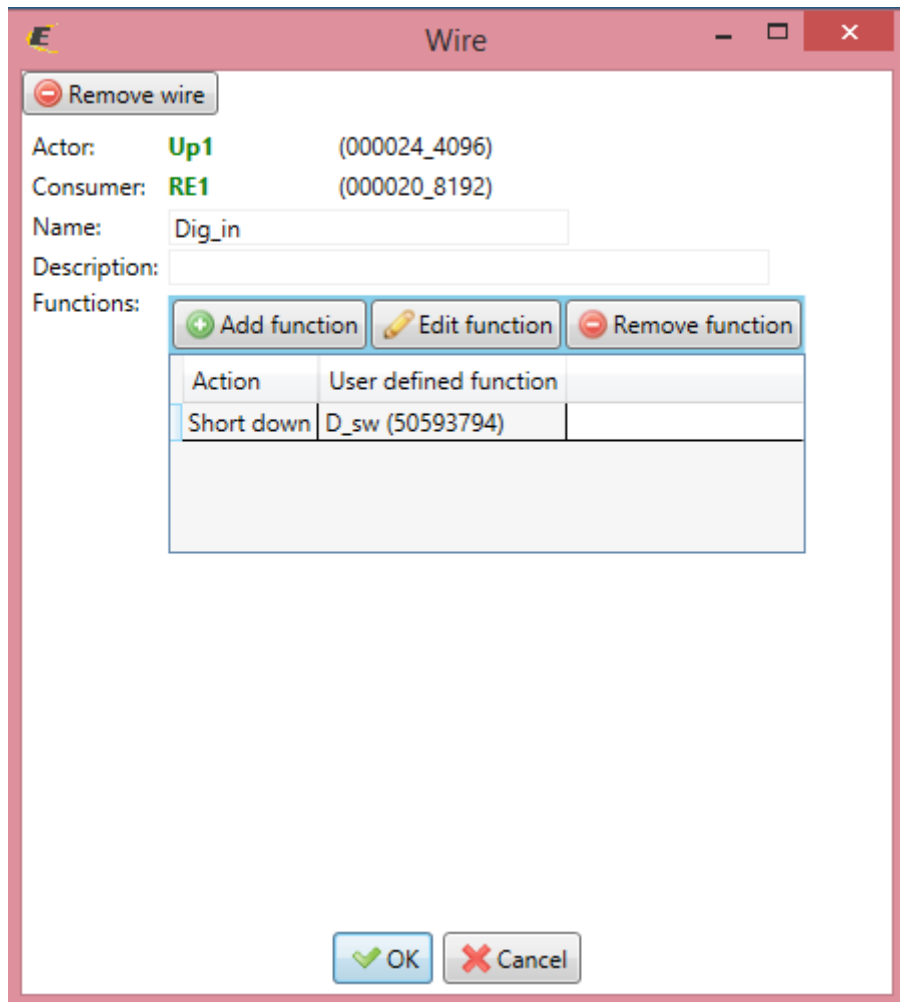 E
Wire
Remove wire
Actor: Up1 (000024_4096)
Consumer: RE1 (000020_8192)
Name: Dig_in
Description:
Functions:
Add function Edit function Remove function
Action User defined function
Short down D_sw (50593794)
OK Cancel